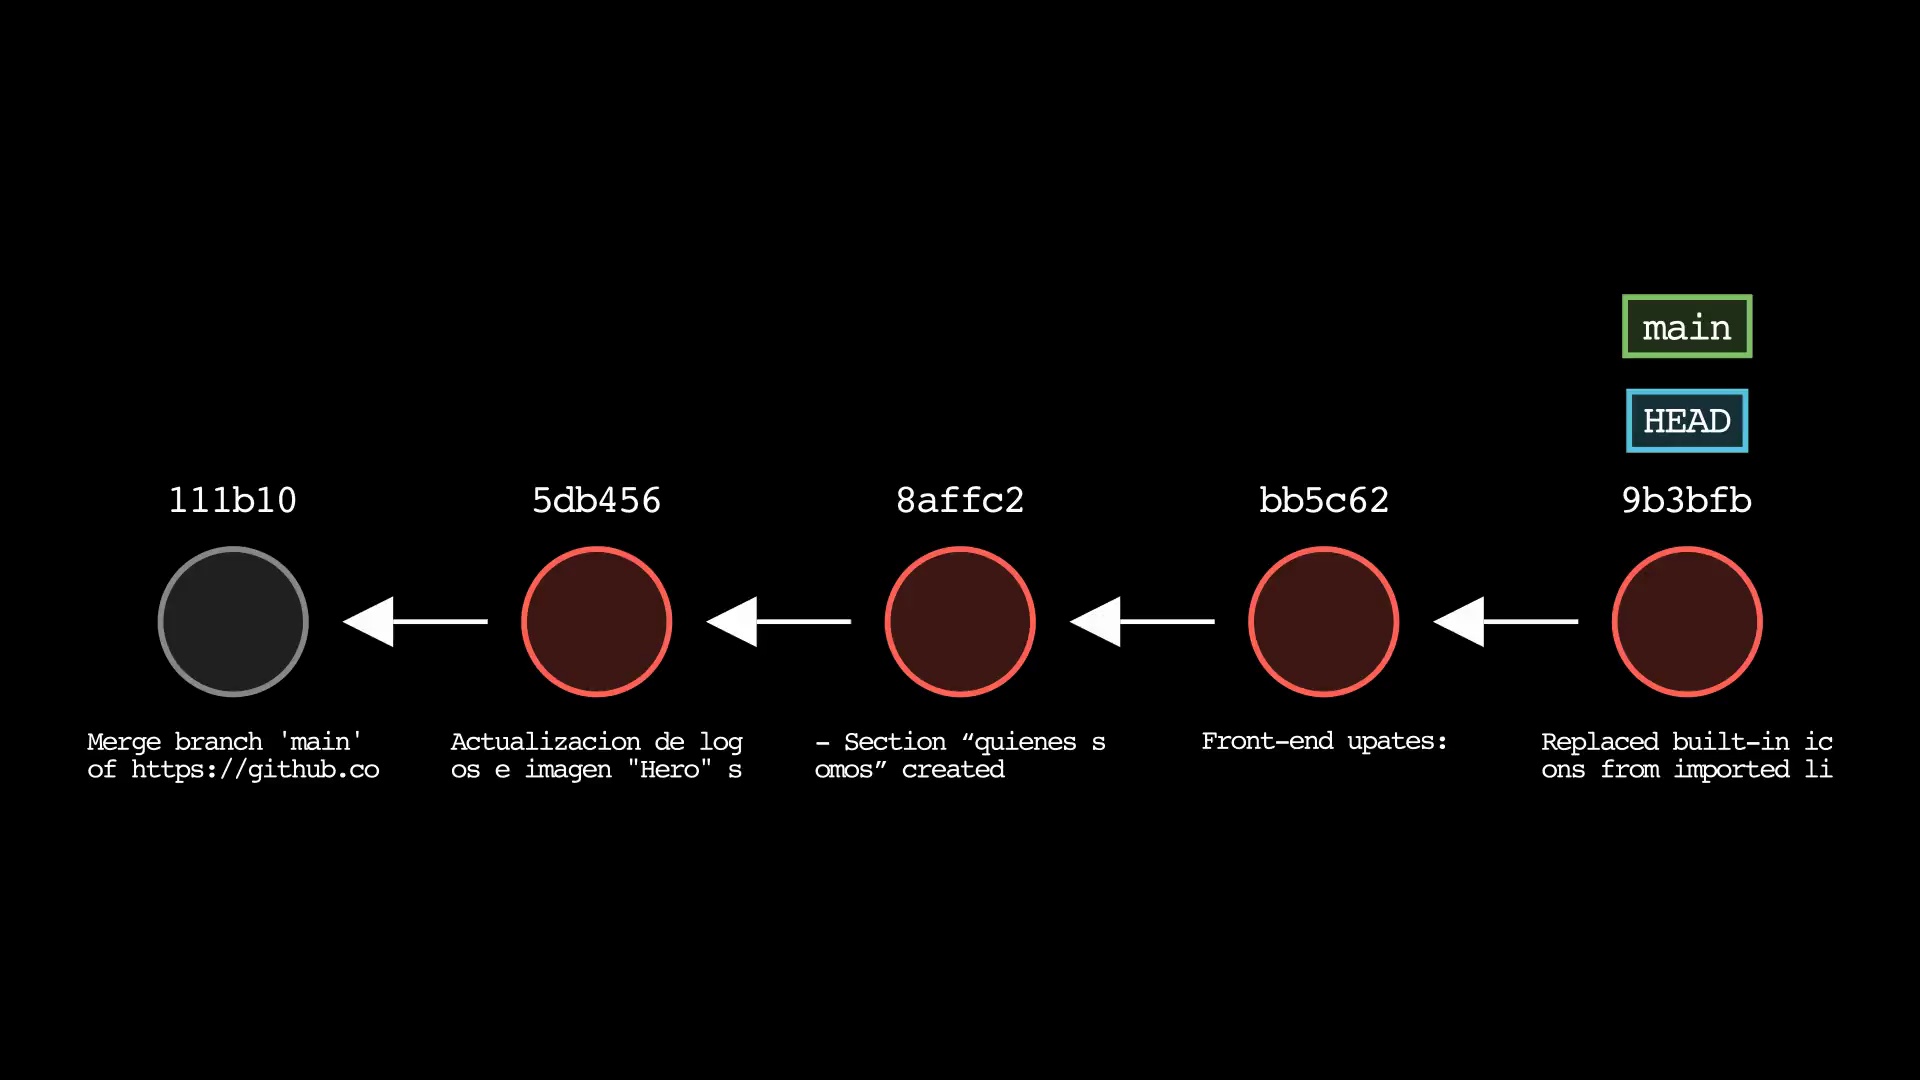 main
HEAD
111b10
5db456
8affc2
bb5c62
9b3bfb
Merge branch 'main'
of https://github.co
Actualizacion de log
os e imagen "Hero" s
- Section “quienes s
omos” created
Front-end upates:
Replaced built-in ic
ons from imported li